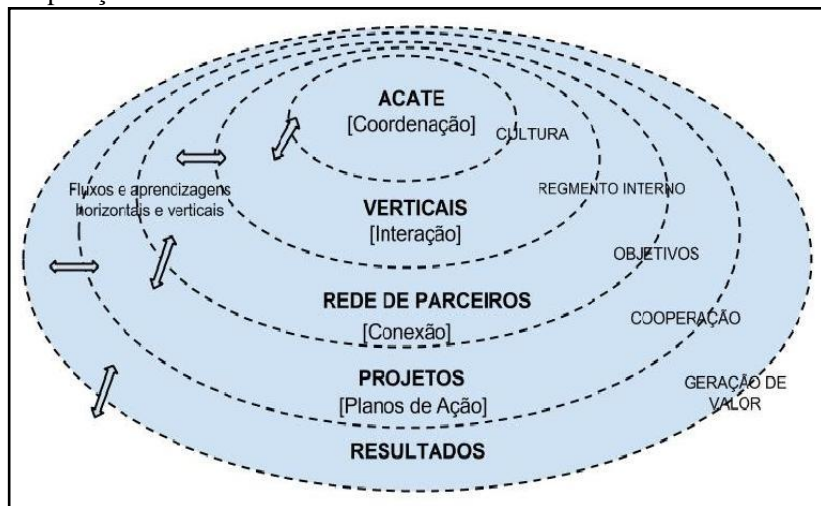 ACATE
[Coordenação]
CULTURA
Fluxos e aprendizagens
horizontais e verticais
REGMENTO INTERNO
VERTICAIS
[Interação]
OBJETIVOS
REDE DE PARCEIROS
[Conexão]
COOPERAÇÃO
PROJETOS
[Planos de Ação]
GERAÇÃO DE
VALOR
RESULTADOS